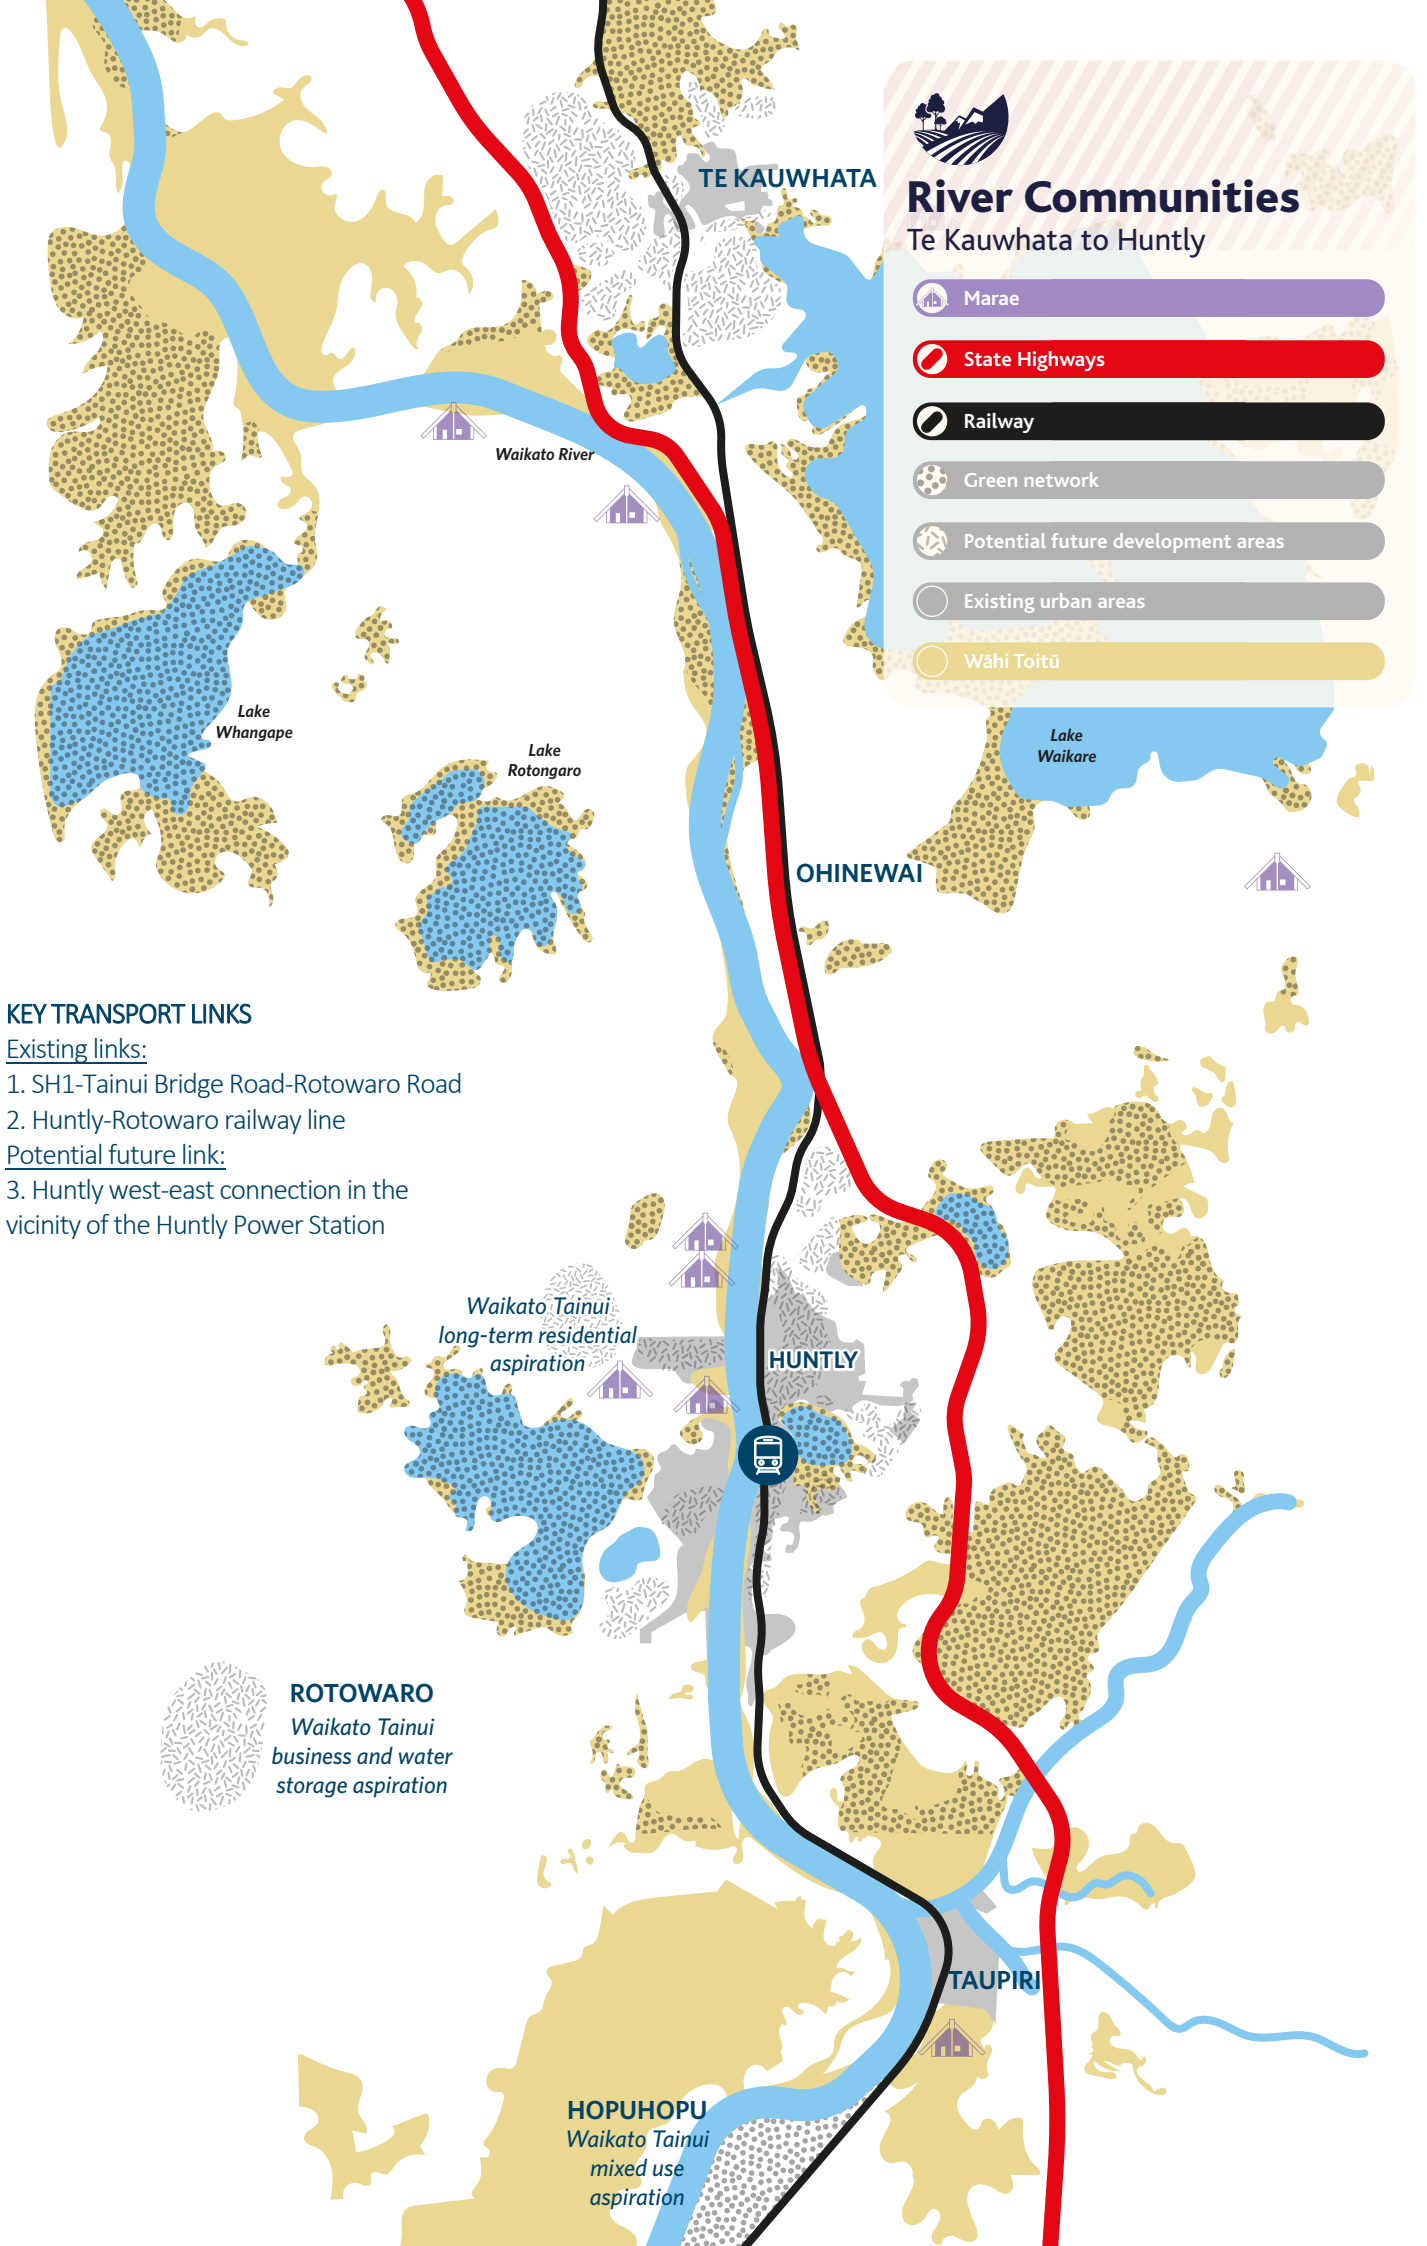 TE KAUWHATA
River Communities
Te Kauwhata to Huntly
Marae
State Highways
Railway
Green network
Potential future development areas
Existing urban areas
Wāhi Toitū
Waikato River
Lake
Whangape
Lake
Rotongaro
Lake
Waikare
OHINEWAI
KEY TRANSPORT LINKS
Existing links:
1. SH1-Tainui Bridge Road-Rotowaro Road
2. Huntly-Rotowaro railway line
Potential future link:
3. Huntly west-east connection in the
vicinity of the Huntly Power Station
Waikato Tainui
long-term residential
aspiration
HUNTLY
ROTOWARO
Waikato Tainui
business and water
storage aspiration
TAUPIRI
HOPUHOPU
Waikato Tainui
mixed use
aspiration